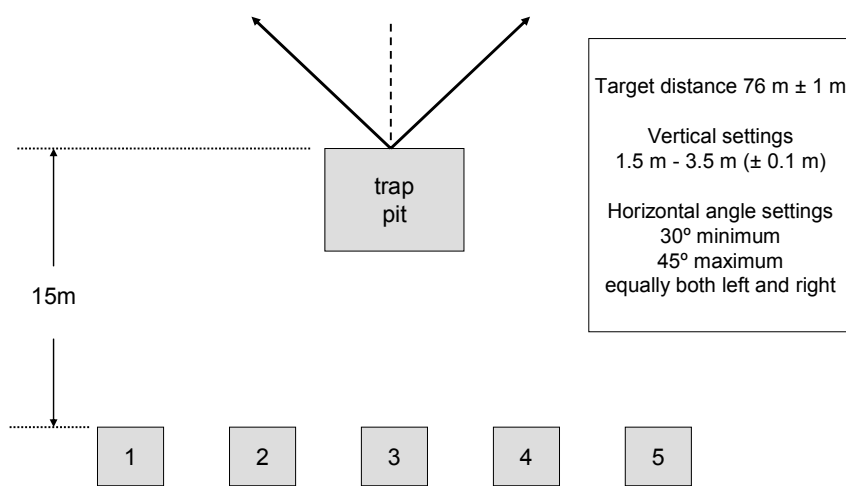 Target distance 76 m ± 1 m
Vertical settings
1.5 m - 3.5 m (± 0.1 m)
Horizontal angle settings
30º minimum
45º maximum
equally both left and right
trap
pit
15m
1 2 3 4 5